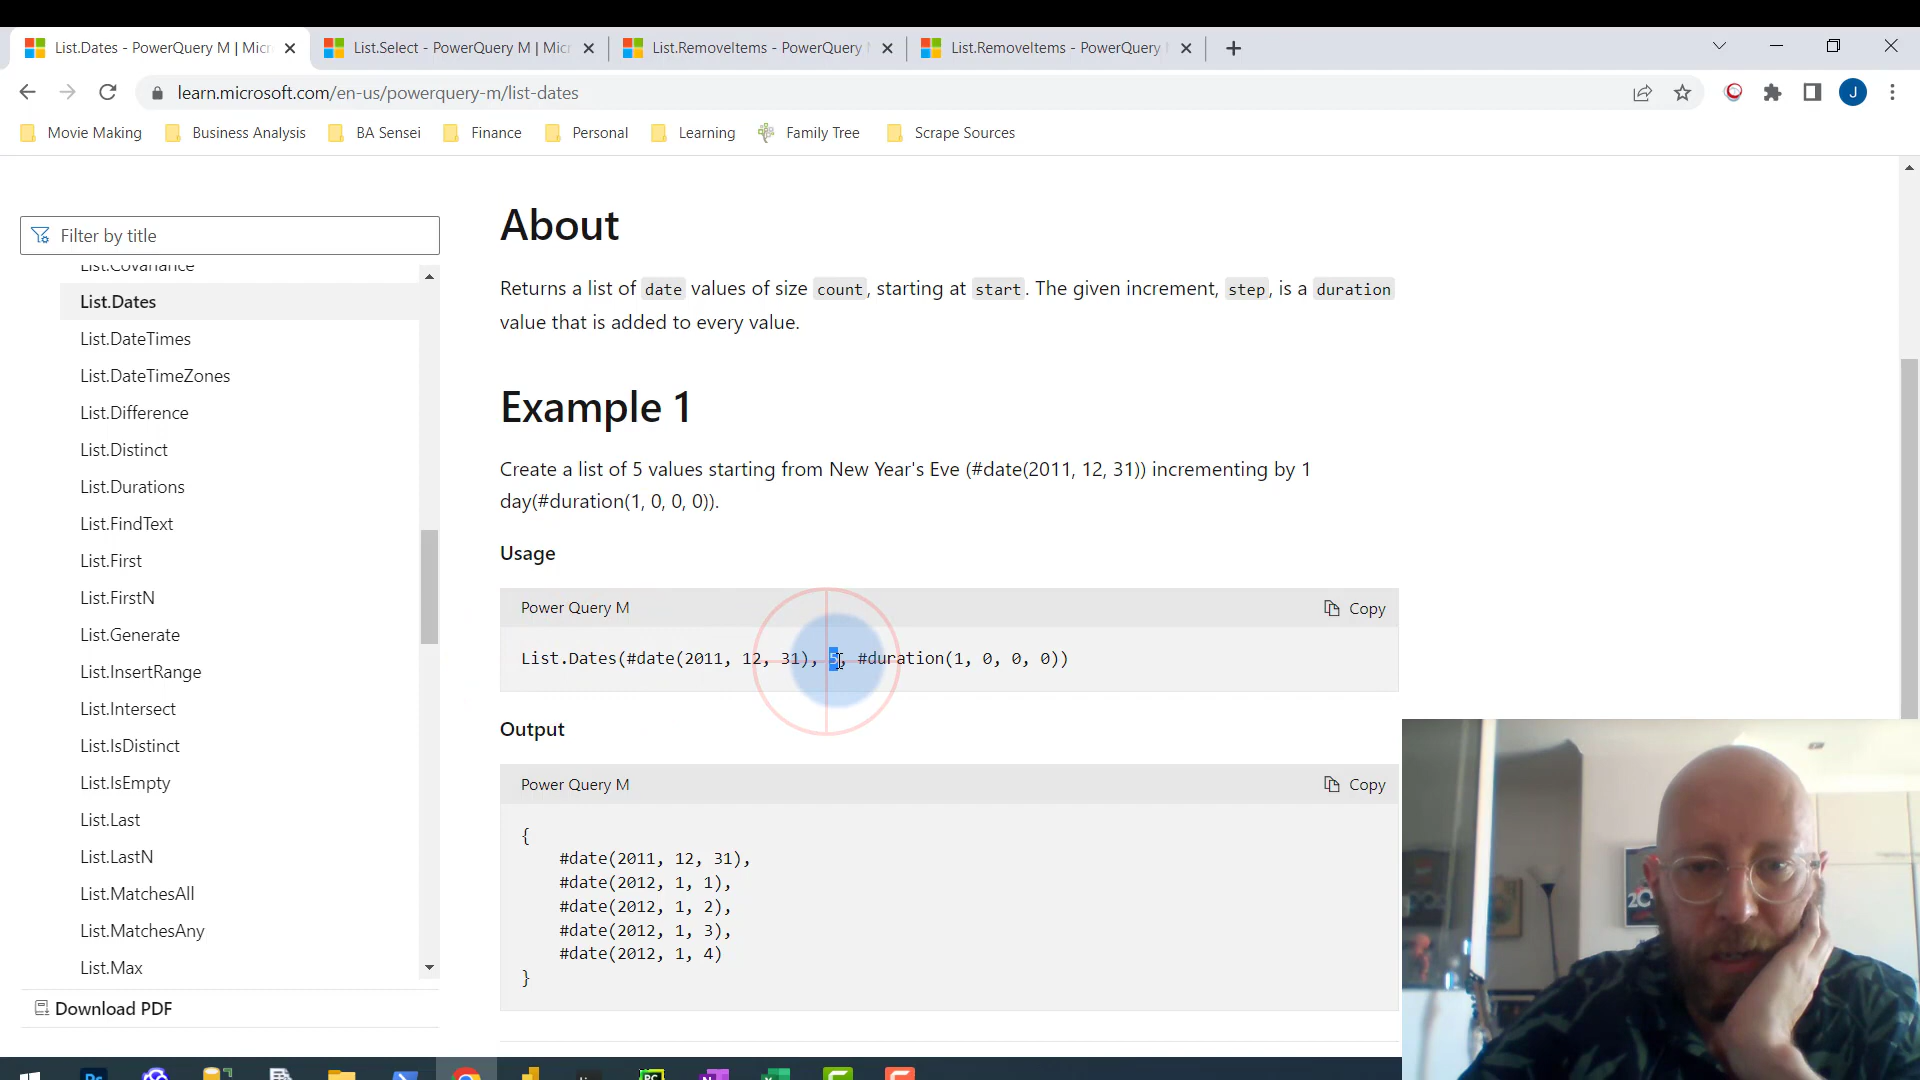 List.Dates - PowerQuery M | Micr
List.Select - PowerQuery M | Mic
List.RemoveItems - PowerQuery
List.RemoveItems - PowerQuery
learn.microsoft.com/en-us/powerquery-m/list-dates
J
Movie Making
Business Analysis
BA Sensei
Finance
Personal
Learning
Family Tree
Scrape Sources
Filter by title
List.Covariance
List.Dates
List.DateTimes
List.DateTimeZones
List.Difference
List.Distinct
List.Durations
List.FindText
List.First
List.FirstN
List.Generate
List.InsertRange
List.Intersect
List.IsDistinct
List.IsEmpty
List.Last
List.LastN
List.MatchesAll
List.MatchesAny
List.Max
Download PDF
About
Returns a list of date values of size count, starting at start. The given increment, step, is a duration
value that is added to every value.
Example 1
Create a list of 5 values starting from New Year's Eve (#date(2011, 12, 31)) incrementing by 1
day(#duration(1, 0, 0, 0)).
Usage
Power Query M
Copy
List.Dates(#date(2011, 12, 31), 5, #duration(1, 0, 0, 0))
Output
Power Query M
Copy
{
#date(2011, 12, 31),
#date(2012, 1, 1),
#date(2012, 1, 2),
#date(2012, 1, 3),
#date(2012, 1, 4)
}